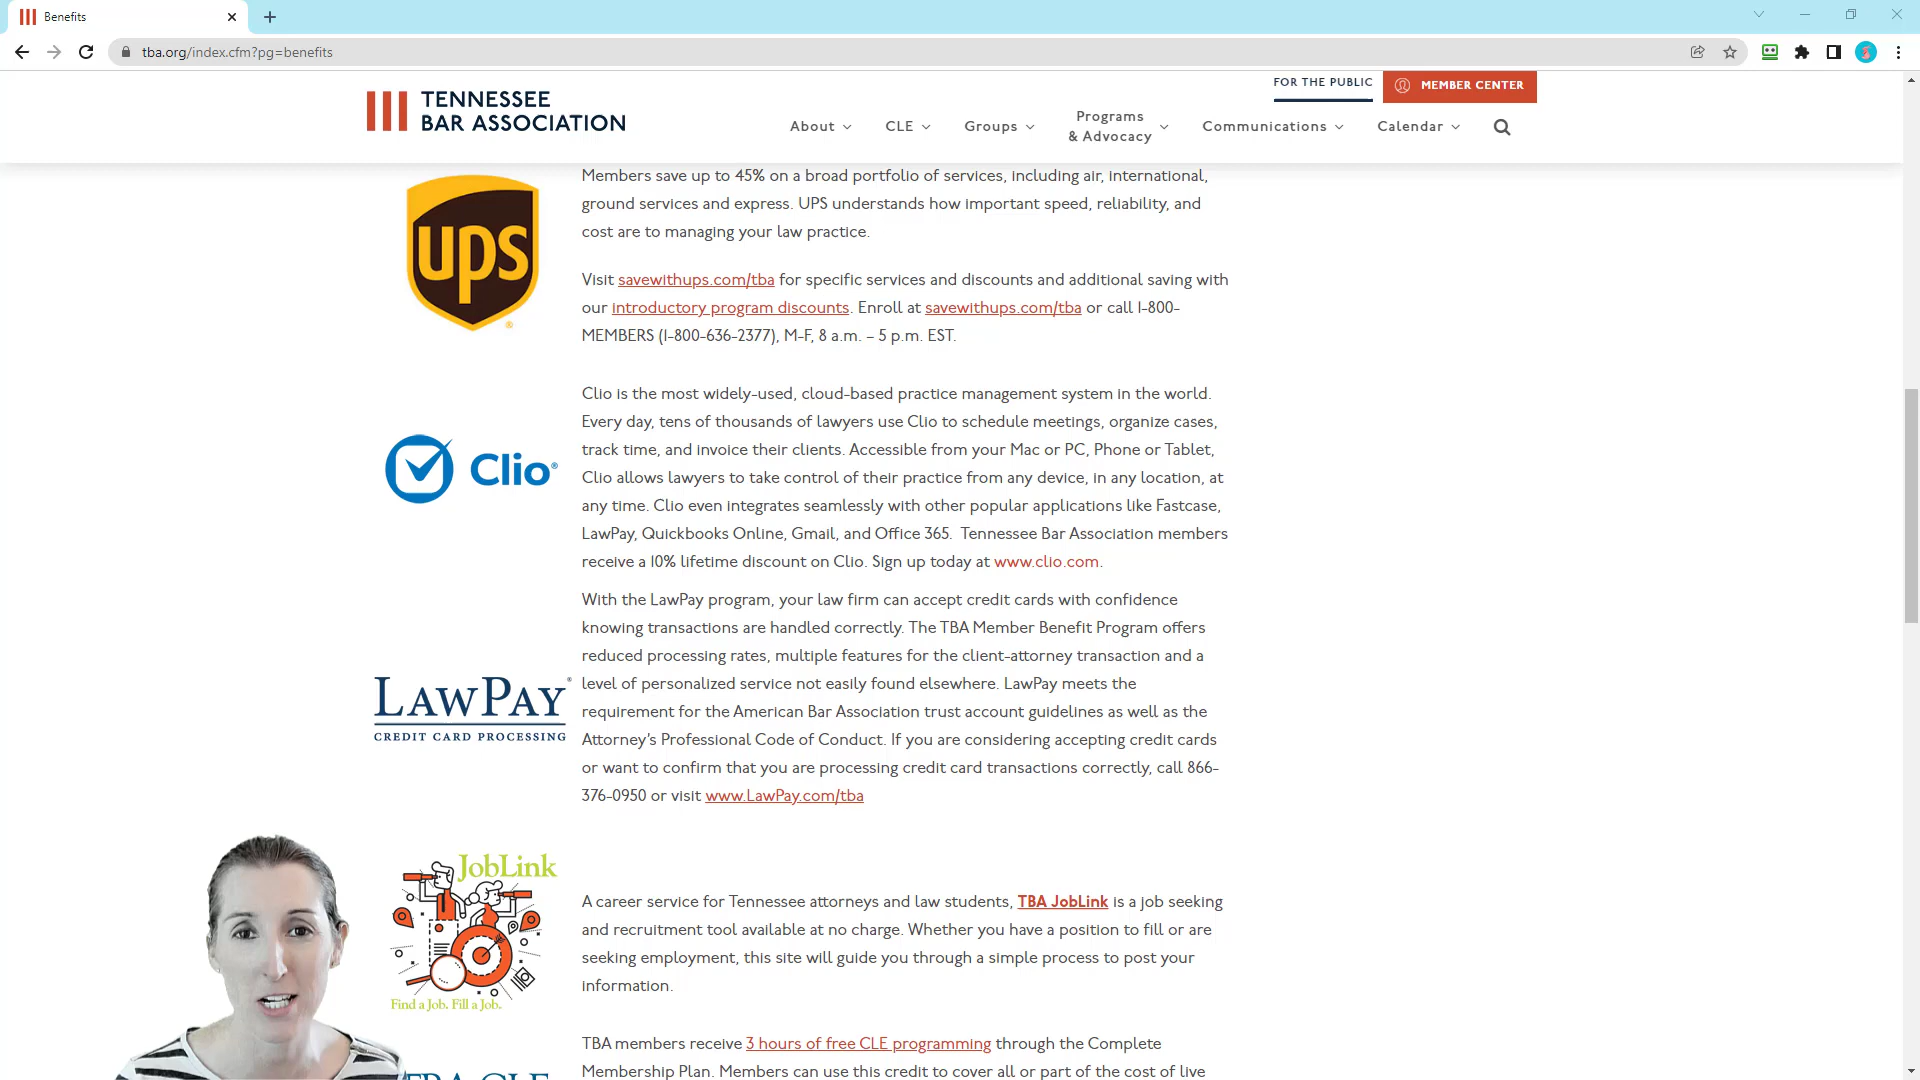 Benefits
tba.org/index.cfm?pg=benefits
FOR THE PUBLIC
MEMBER CENTER
TENNESSEE
BAR ASSOCIATION
About
CLE
Groups
Programs
& Advocacy
Communications
Calendar
Members save up to 45% on a broad portfolio of services, including air, international,
ground services and express. UPS understands how important speed, reliability, and
cost are to managing your law practice.
ups
®
Visit savewithups.com/tba for specific services and discounts and additional saving with
our introductory program discounts. Enroll at savewithups.com/tba or call 1-800-
MEMBERS (1-800-636-2377), M-F, 8 a.m. – 5 p.m. EST.
Clio is the most widely-used, cloud-based practice management system in the world.
Every day, tens of thousands of lawyers use Clio to schedule meetings, organize cases,
track time, and invoice their clients. Accessible from your Mac or PC, Phone or Tablet,
Clio®
Clio allows lawyers to take control of their practice from any device, in any location, at
any time. Clio even integrates seamlessly with other popular applications like Fastcase,
LawPay, Quickbooks Online, Gmail, and Office 365. Tennessee Bar Association members
receive a 10% lifetime discount on Clio. Sign up today at www.clio.com.
With the LawPay program, your law firm can accept credit cards with confidence
knowing transactions are handled correctly. The TBA Member Benefit Program offers
reduced processing rates, multiple features for the client-attorney transaction and a
level of personalized service not easily found elsewhere. LawPay meets the
requirement for the American Bar Association trust account guidelines as well as the
Attorney's Professional Code of Conduct. If you are considering accepting credit cards
or want to confirm that you are processing credit card transactions correctly, call 866-
376-0950 or visit www.LawPay.com/tba
LAWPAY®
CREDIT CARD PROCESSING
JobLink
Find a Job. Fill a Job.
A career service for Tennessee attorneys and law students, TBA JobLink is a job seeking
and recruitment tool available at no charge. Whether you have a position to fill or are
seeking employment, this site will guide you through a simple process to post your
information.
TBA members receive 3 hours of free CLE programming through the Complete
Membership Plan. Members can use this credit to cover all or part of the cost of live
TBA CLE